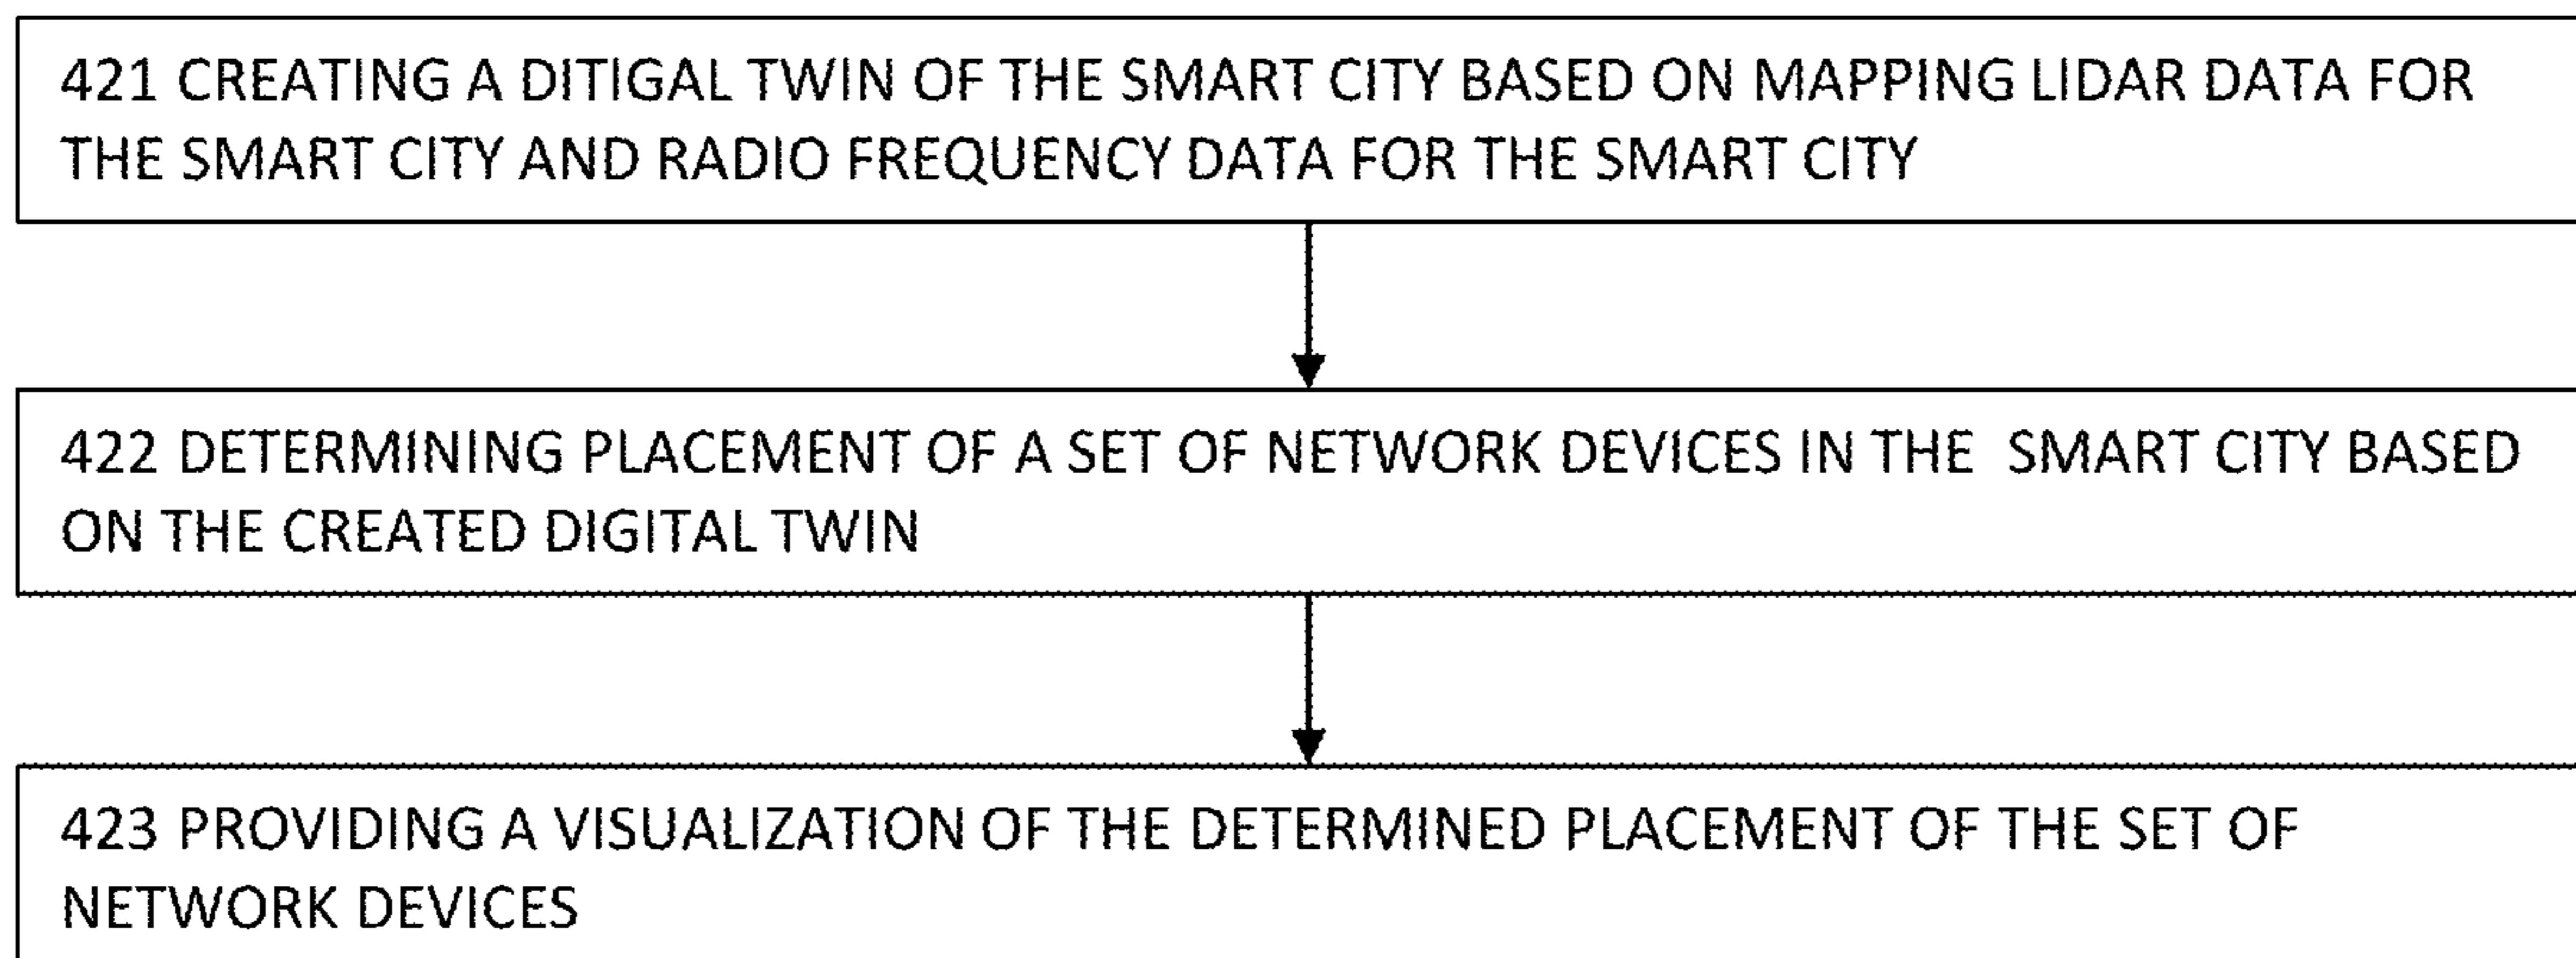 421 CREATING A DITIGAL TWIN OF THE SMART CITY BASED ON MAPPING LIDAR DATA FOR
THE SMART CITY AND RADIO FREQUENCY DATA FOR THE SMART CITY
422 DETERMINING PLACEMENT OF A SET OF NETWORK DEVICES IN THE  SMART CITY BASED
ON THE CREATED DIGITAL TWIN
423 PROVIDING A VISUALIZATION OF THE DETERMINED PLACEMENT OF THE SET OF
NETWORK DEVICES